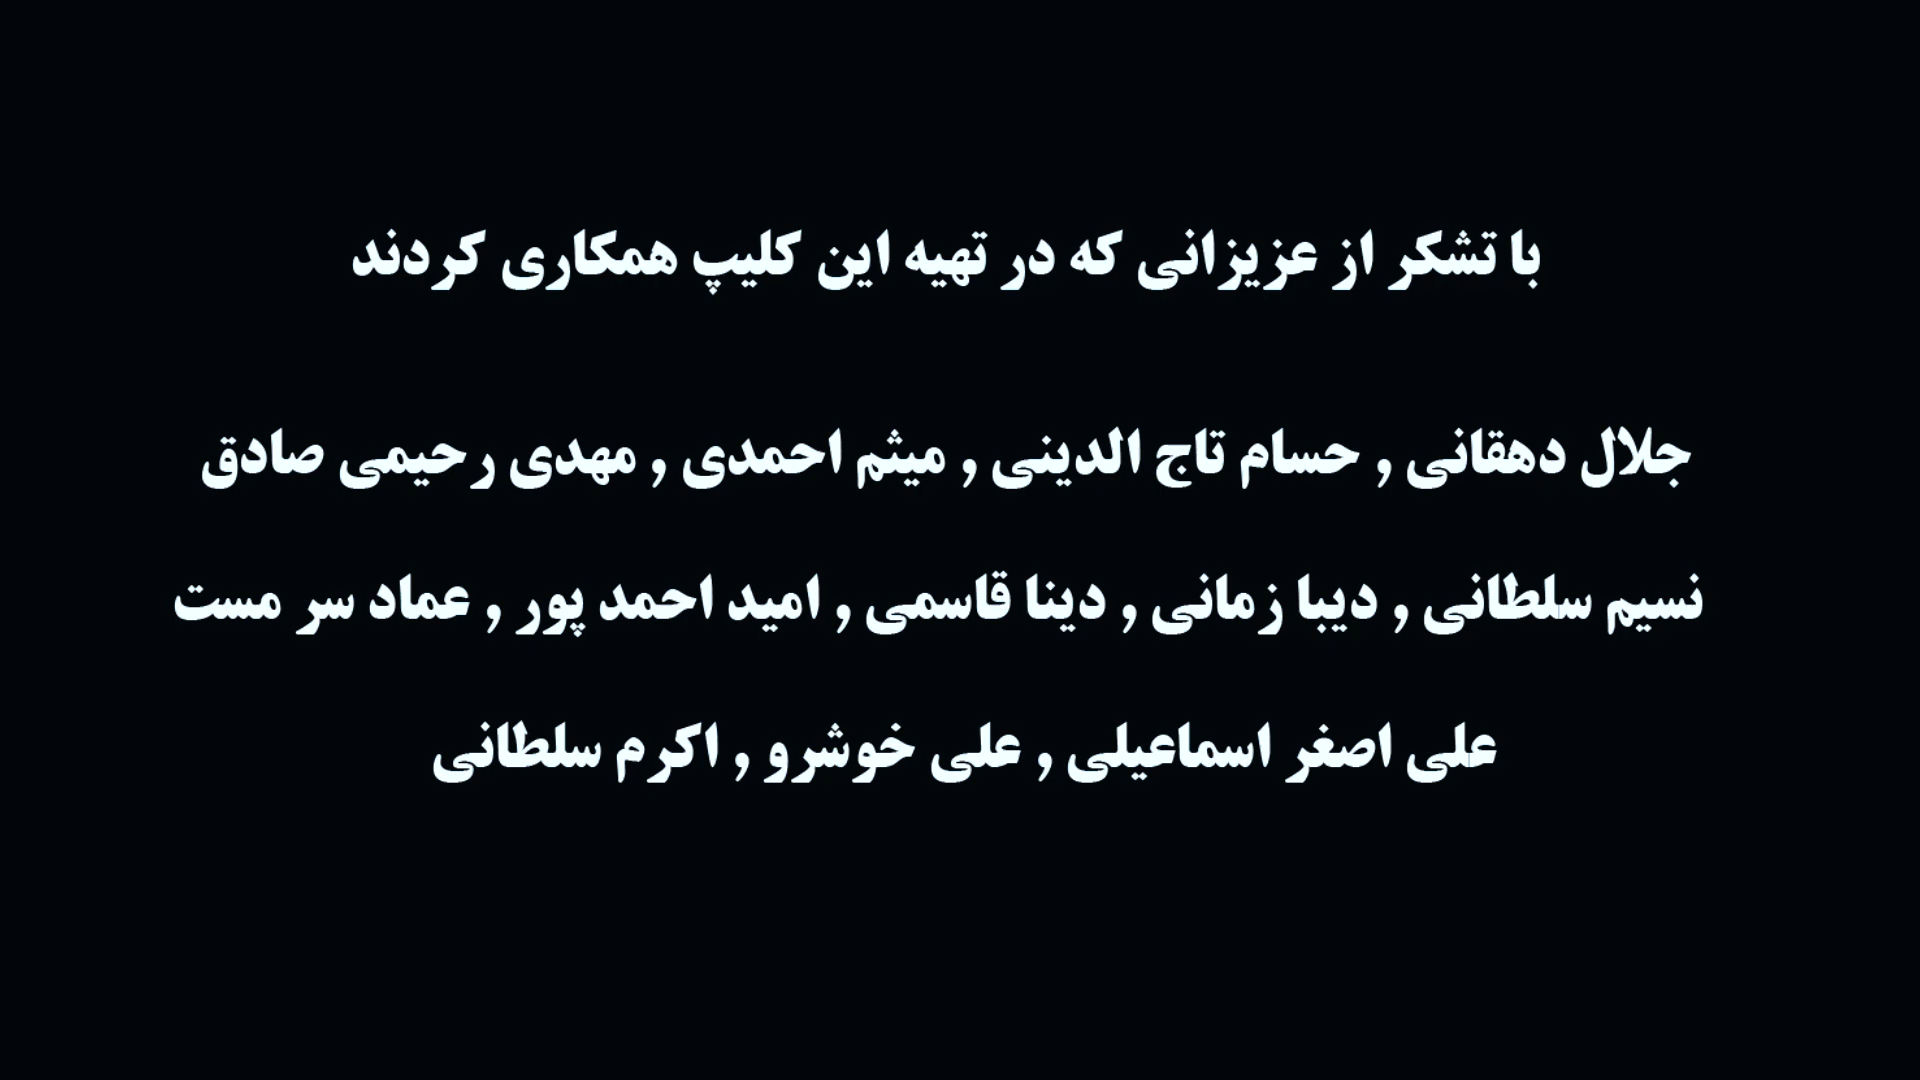 با تشکر از عزیزانی که در تهیه این کلیپ همکاری کردند
جلال دهقانی , حسام تاج الدینی , میثم احمدی , مهدی رحیمی صادق
نسیم سلطانی , دیبا زمانی , دینا قاسمی , امید احمد پور , عماد سر مست
علی اصغر اسماعیلی , علی خوشرو , اکرم سلطانی